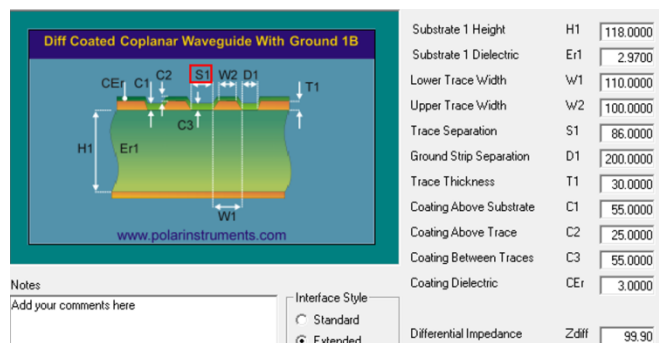 Diff Coated Coplanar Waveguide With Ground 1B
CEr C1 C2 S1 W2 D1 T1
C3
H1 Er1
W1
www.polarinstruments.com
Notes
Add your comments here
Interface Style
Standard
Extended
Substrate 1 Height H1 118.0000
Substrate 1 Dielectric Er1 2.9700
Lower Trace Width W1 110.0000
Upper Trace Width W2 100.0000
Trace Separation S1 86.0000
Ground Strip Separation D1 200.0000
Trace Thickness T1 30.0000
Coating Above Substrate C1 55.0000
Coating Above Trace C2 25.0000
Coating Between Traces C3 55.0000
Coating Dielectric CEr 3.0000
Differential Impedance Zdiff 99.90